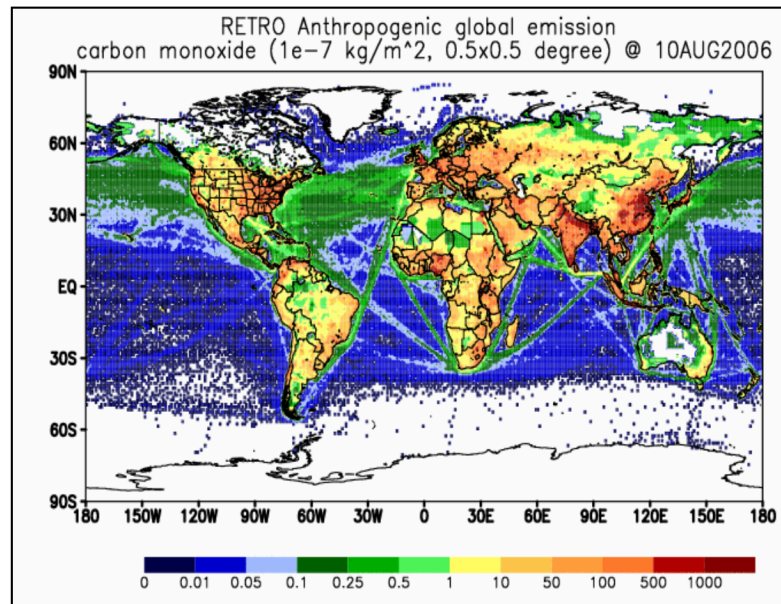 RETRO Anthropogenic global emission
carbon monoxide (1e-7 kg/m^2, 0.5x0.5 degree) @ 10AUG2006
90N
60N
30N
EQ
30S
60S
90S
180 150W 120W 90W 60W 30W 0 30E 60E 90E 120E 150E 180
0 0.01 0.05 0.1 0.25 0.5 1 10 50 100 500 1000